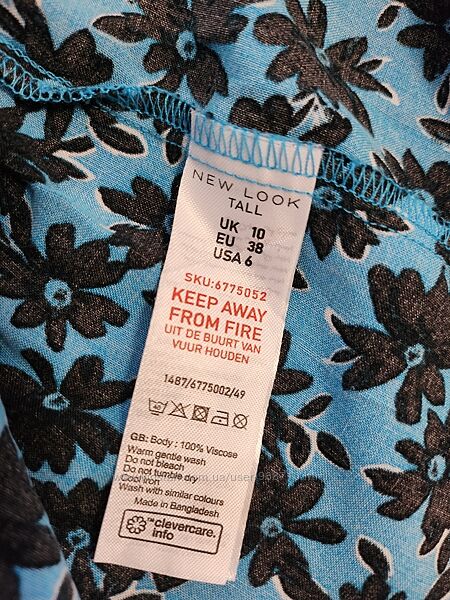 NEW LOOK
TALL
UK 10
EU 38
USA 6
SKU:6775052
KEEP AWAY
FROM FIRE
UIT DE BUURT VAN
VUUR HOUDEN
1487/6775002/49
40
GB: Body : 100% Viscose
Warm gentle wash
Do not bleach
Do not tumble dry
Cool iron
Wash with similar colours
Made in Bangladesh
™clevercare.
info